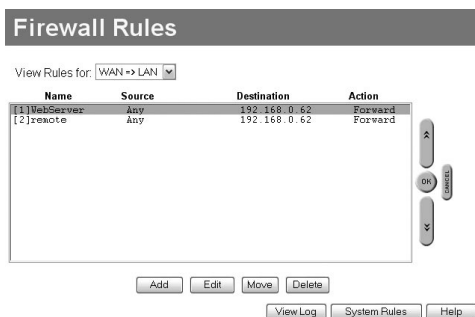 Firewall Rules
View Rules for: WAN => LAN
Name Source Destination Action
[1]WebServer Any 192.168.0.62 Forward
[2]remote Any 192.168.0.62 Forward
OK CANCEL
Add Edit Move Delete
View Log System Rules Help